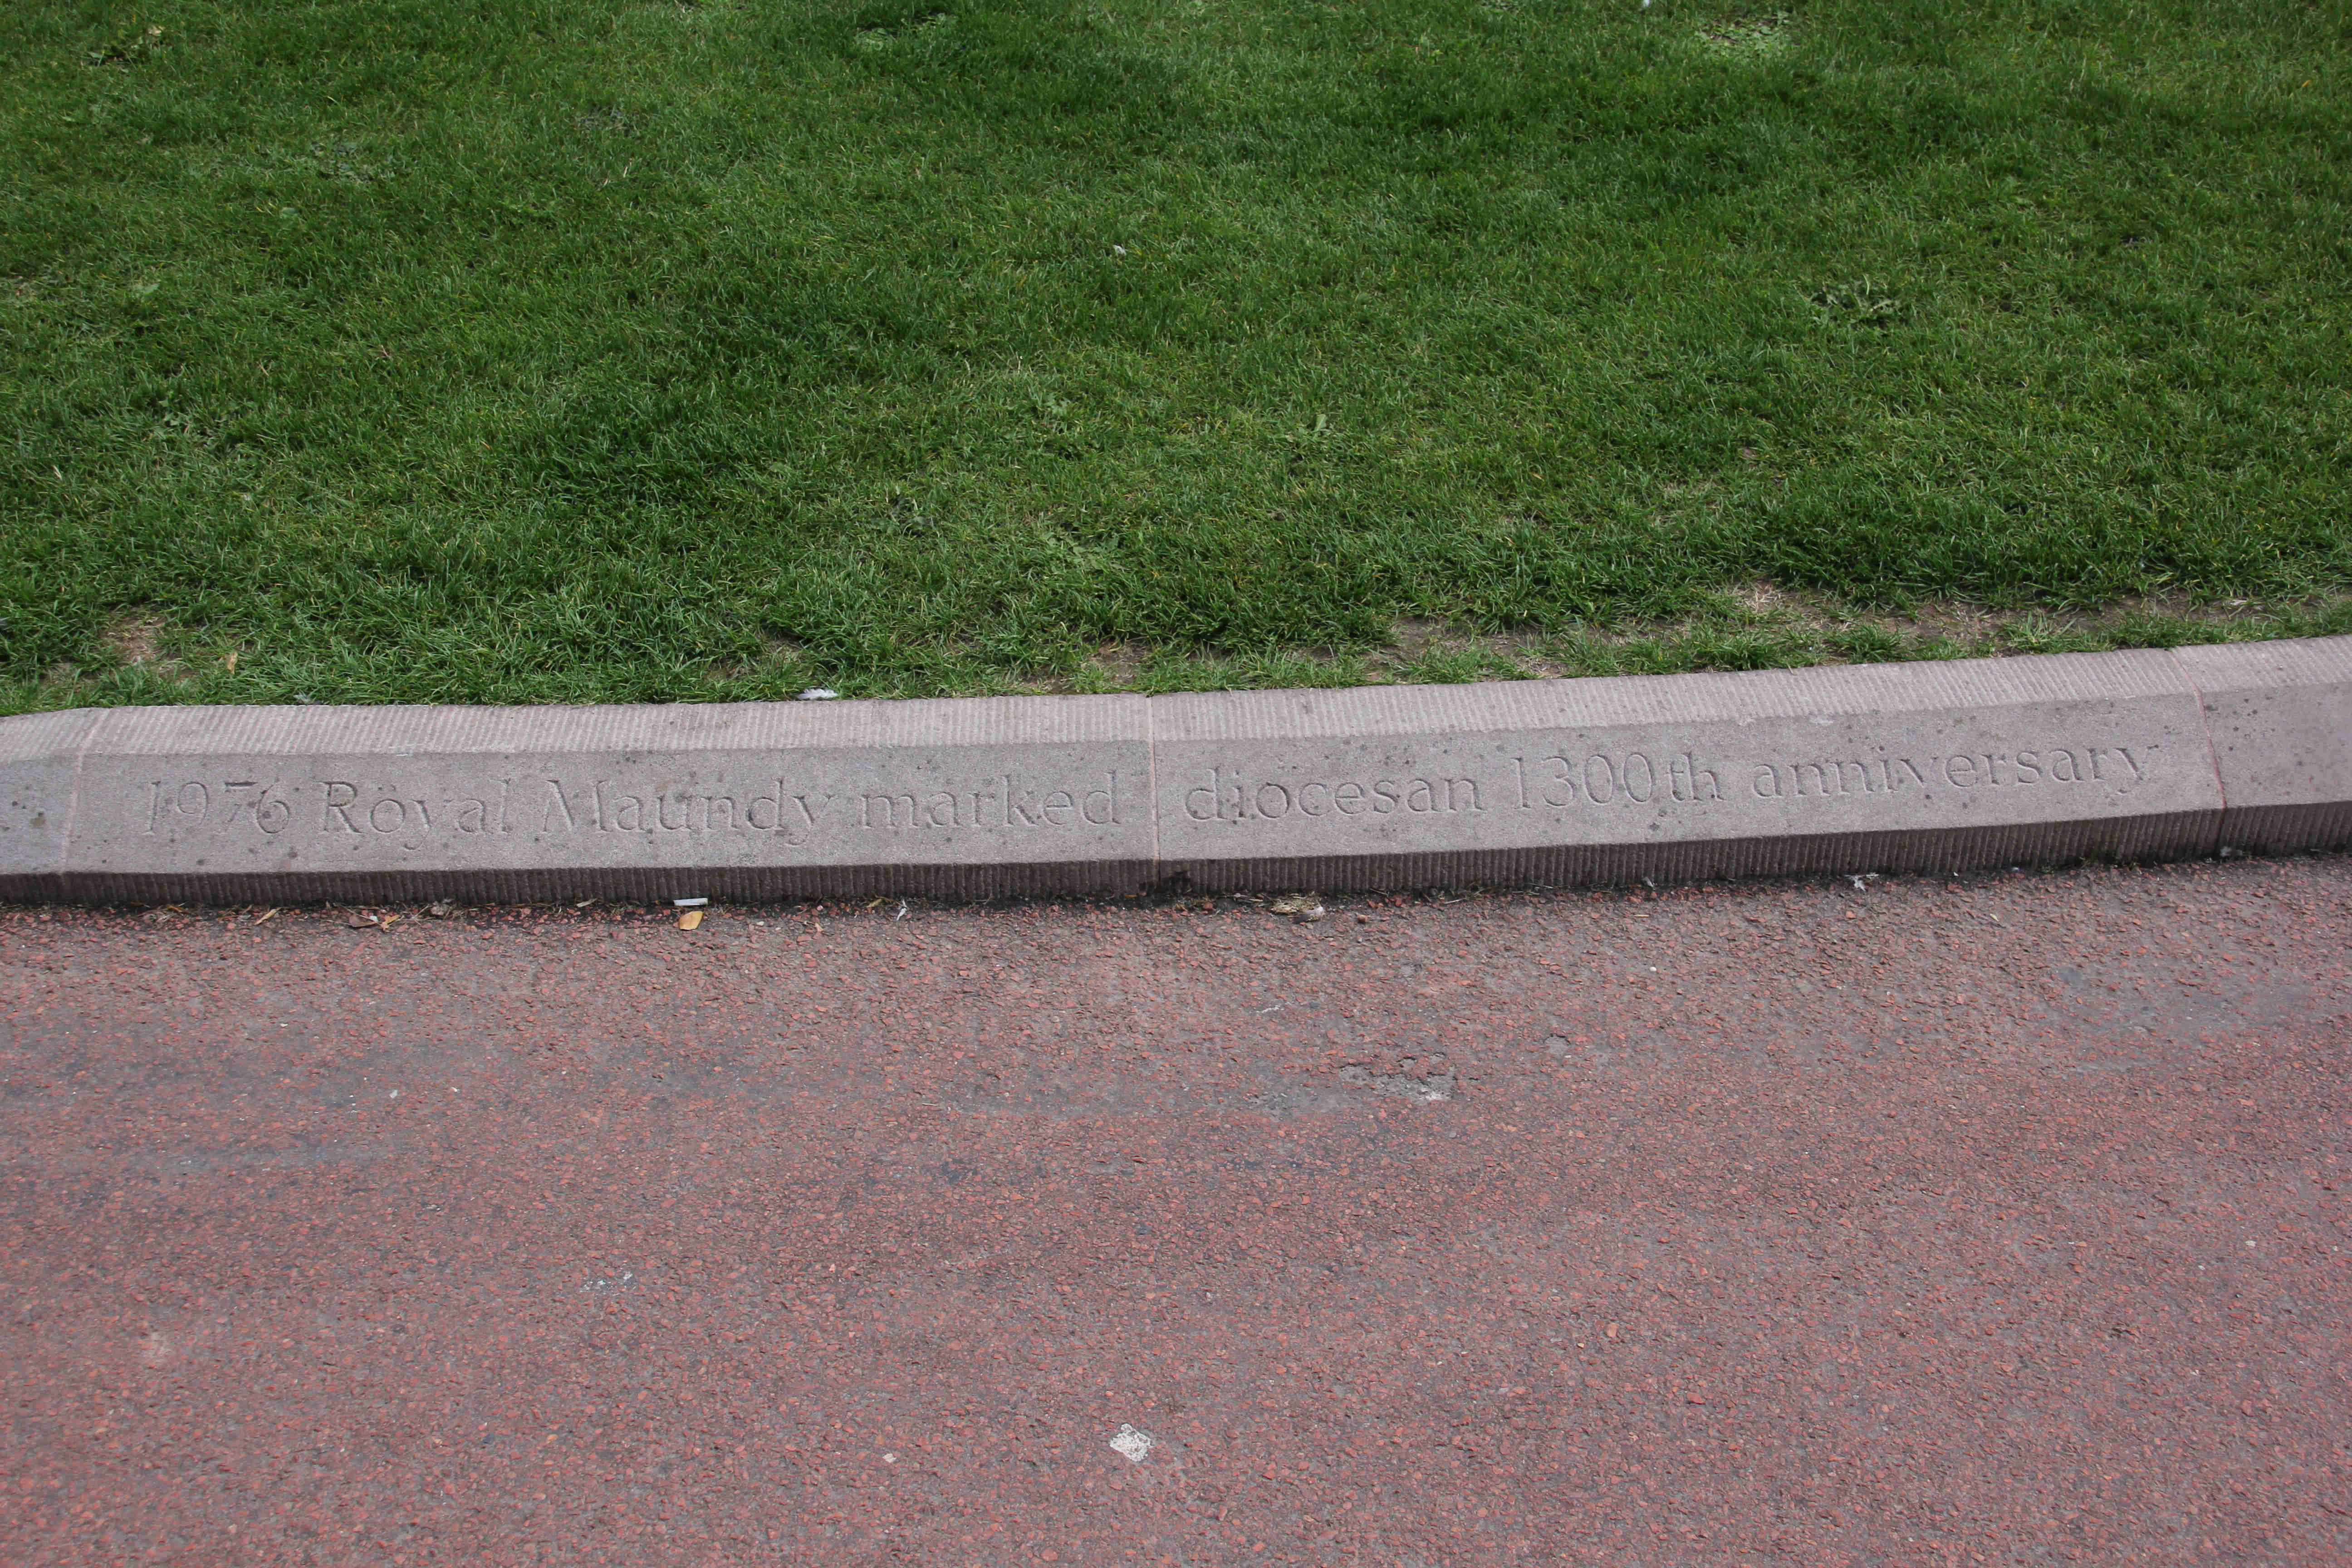 1976 Royal Maundy marked diocesan 1300th anniversary